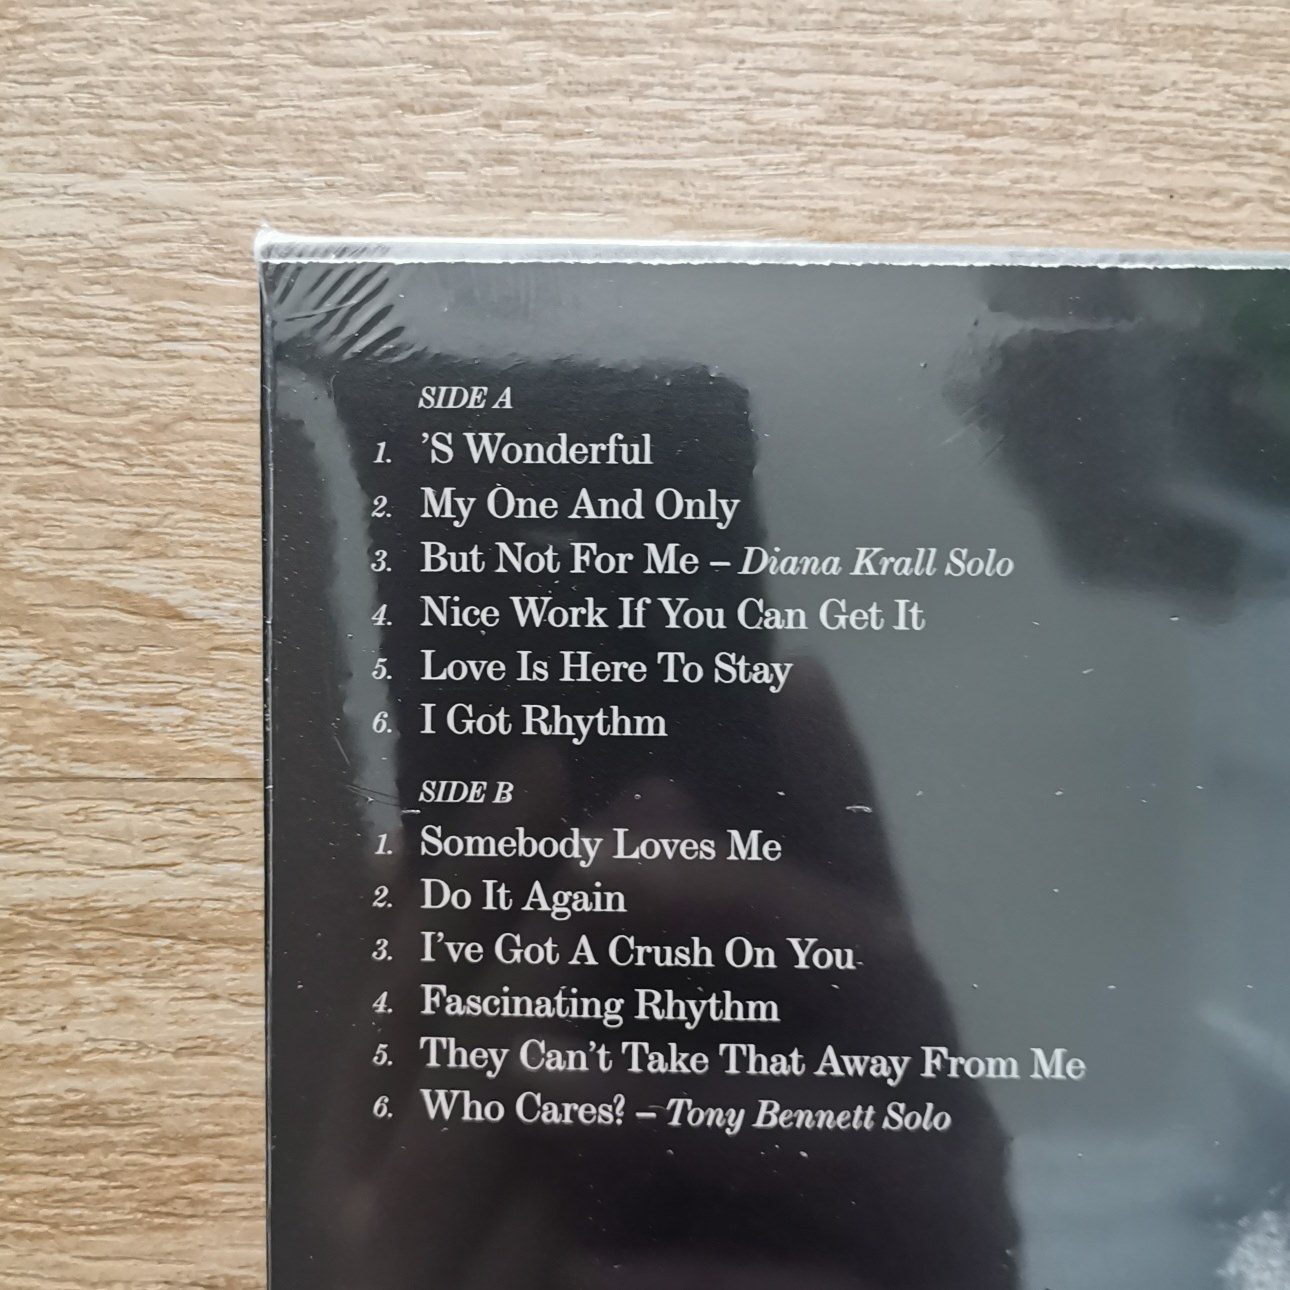 SIDE A
1. ’S Wonderful
2. My One And Only
3. But Not For Me – Diana Krall Solo
4. Nice Work If You Can Get It
5. Love Is Here To Stay
6. I Got Rhythm
SIDE B
1. Somebody Loves Me
2. Do It Again
3. I’ve Got A Crush On You
4. Fascinating Rhythm
5. They Can’t Take That Away From Me
6. Who Cares? – Tony Bennett Solo